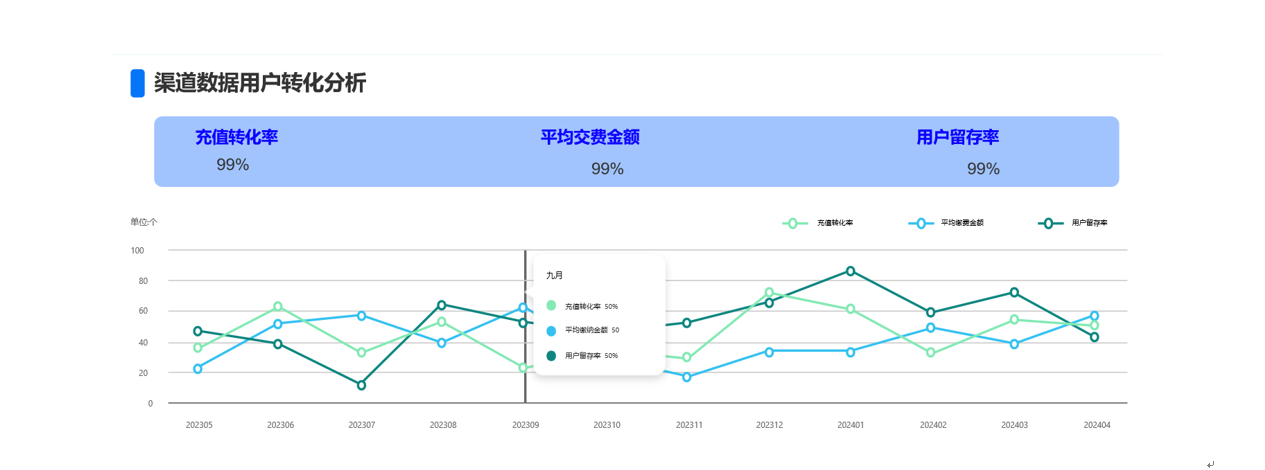 渠道数据用户转化分析
充值转化率 平均交费金额 用户留存率
99% 99% 99%
单位:个
充值转化率 平均缴费金额 用户留存率
100
80
60
40
20
0
九月
充值转化率 50%
平均缴纳金额 50
用户留存率 50%
202305 202306 202307 202308 202309 202310 202311 202312 202401 202402 202403 202404